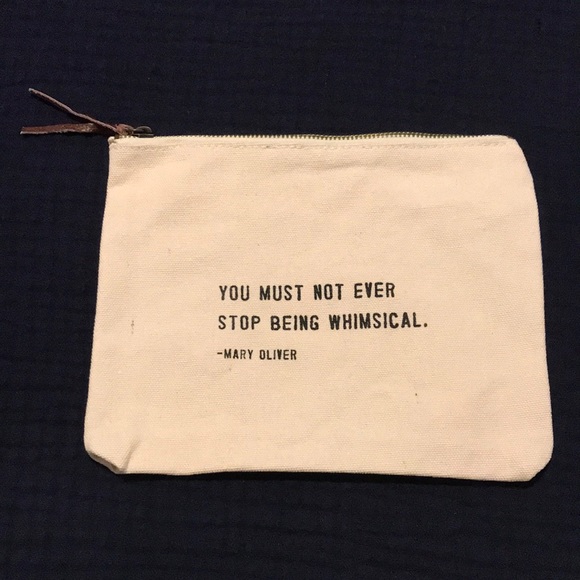 YOU MUST NOT EVER
STOP BEING WHIMSICAL.
-MARY OLIVER